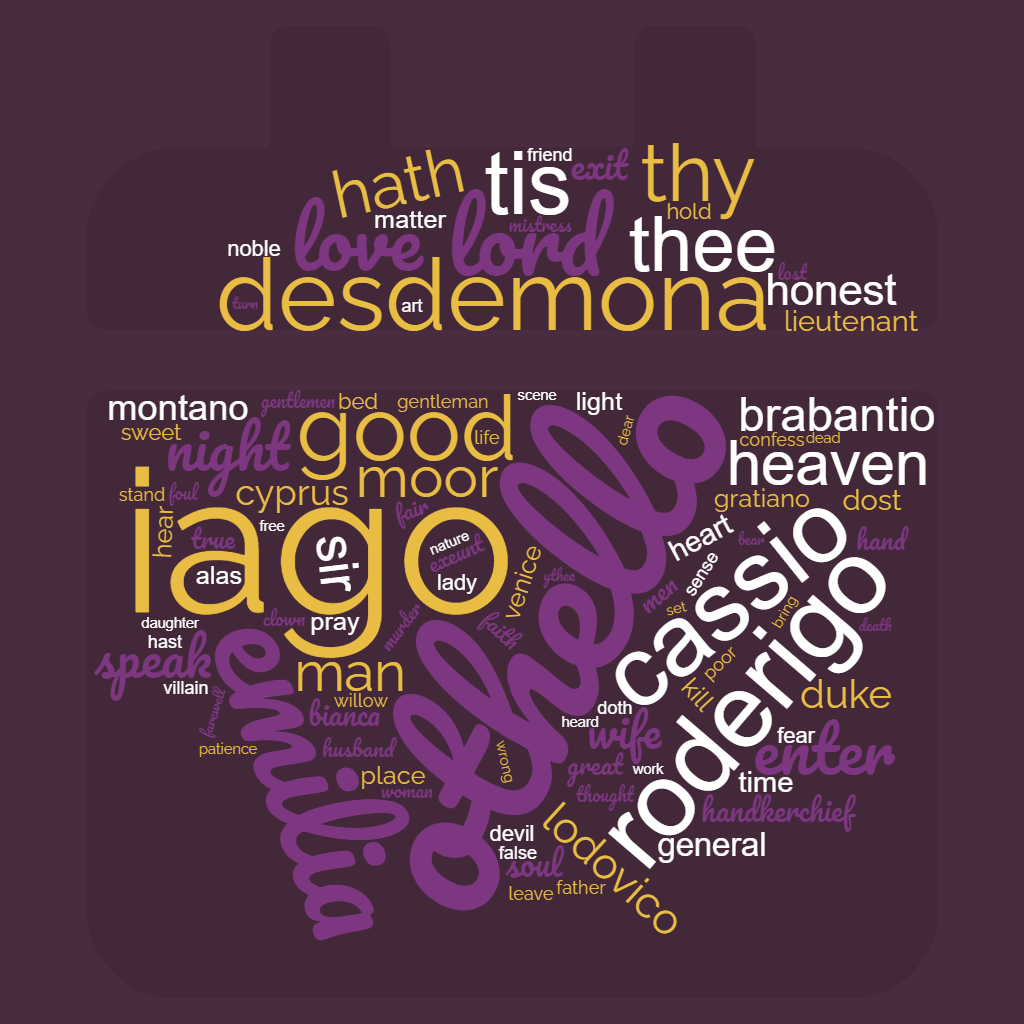 friend
tis
exit
thy
hath
hold
matter
mistress
love
lord
thee
noble
lost
desdemona
honest
turn
art
lieutenant
montano
gentlemen
bed
gentleman
scene
light
othello
brabantio
sweet
night
good
life
dear
confess
dead
moor
heaven
stand
foul
cyprus
gratiano
dost
iago
hear
true
free
fair
sir
nature
exeunt
alas
lady
venice
ythee
heart
sense
men
bear
hand
cassio
set
bring
death
daughter
clown
pray
murder
faith
hast
speak
emilia
villain
man
willow
farewell
bianca
poor
kill
roderigo
duke
patience
husband
doth
heard
wife
fear
enter
wrong
great
work
place
woman
thought
time
handkerchief
devil
false
soul
lodovico
general
leave
father